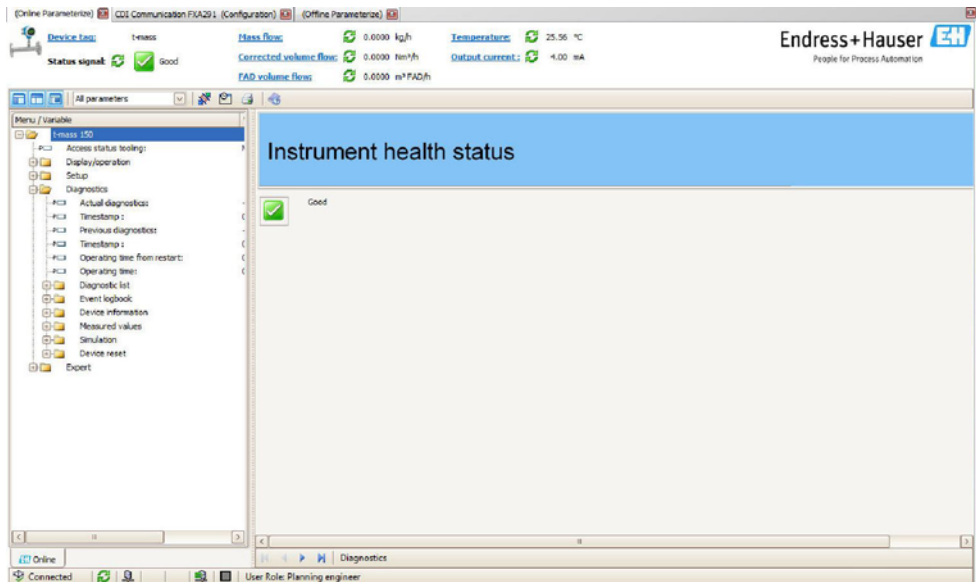 (Online Parameterize) CDI Communication FXA291 (Configuration) (Offline Parameterize)
Device tag: t-mass Mass flow: 0.0000 kg/h Temperature: 25.56 °C
Status signal: Good Corrected volume flow: 0.0000 Nm³/h Output current: 4.00 mA
FAD volume flow: 0.0000 m³ FAD/h
Endress+Hauser EH
People for Process Automation
All parameters
Menu / Variable
t-mass 150
Access status tooling:
Display/operation
Setup
Diagnostics
Actual diagnostics: -
Timestamp :
Previous diagnostics: -
Timestamp :
Operating time from restart:
Operating time:
Diagnostic list
Event logbook
Device information
Measured values
Simulation
Device reset
Expert
Instrument health status
Good
Online
Diagnostics
Connected User Role: Planning engineer